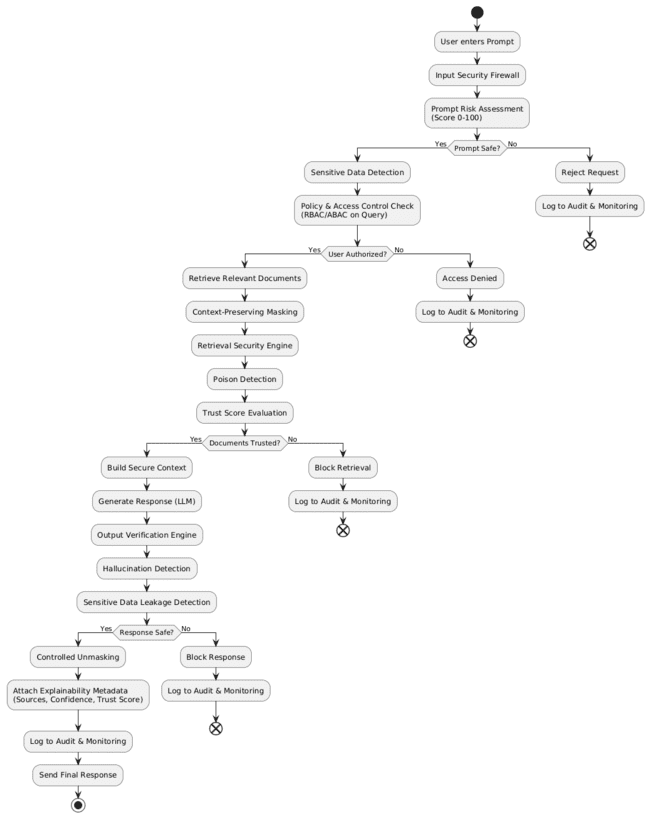 User enters Prompt
Input Security Firewall
Prompt Risk Assessment
(Score 0-100)
Yes
Prompt Safe?
No
Sensitive Data Detection
Reject Request
Policy & Access Control Check
(RBAC/ABAC on Query)
Log to Audit & Monitoring
Yes
User Authorized?
No
Retrieve Relevant Documents
Access Denied
Context-Preserving Masking
Log to Audit & Monitoring
Retrieval Security Engine
Poison Detection
Trust Score Evaluation
Yes
Documents Trusted?
No
Build Secure Context
Block Retrieval
Generate Response (LLM)
Log to Audit & Monitoring
Output Verification Engine
Hallucination Detection
Sensitive Data Leakage Detection
Yes
Response Safe?
No
Controlled Unmasking
Block Response
Attach Explainability Metadata
(Sources, Confidence, Trust Score)
Log to Audit & Monitoring
Log to Audit & Monitoring
Send Final Response